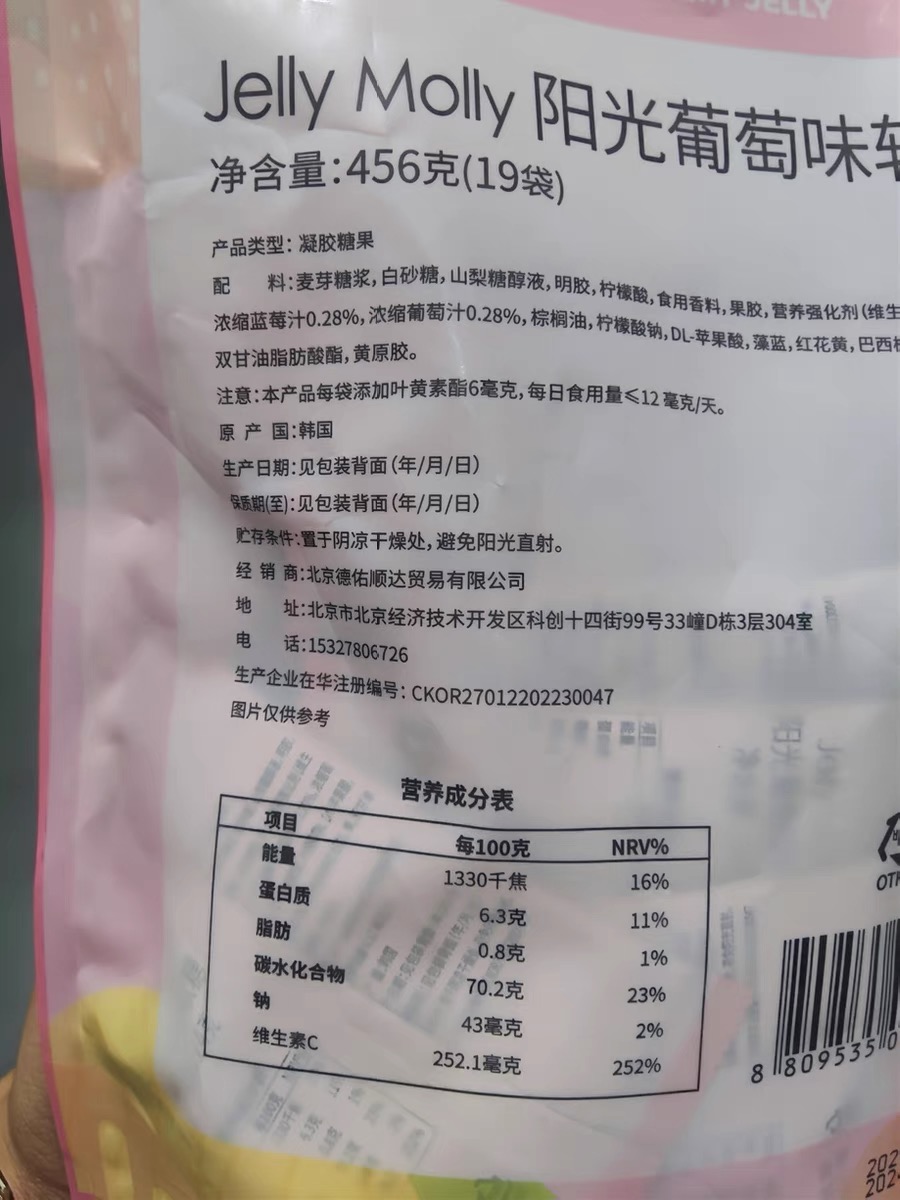 JELLY
Jelly Molly 阳光葡萄味软
净含量:456克(19袋)
产品类型: 凝胶糖果
配 料:麦芽糖浆,白砂糖,山梨糖醇液,明胶,柠檬酸,食用香料,果胶,营养强化剂(维生
浓缩蓝莓汁0.28%,浓缩葡萄汁0.28%,棕榈油,柠檬酸钠,DL-苹果酸,藻蓝,红花黄,巴西棕
双甘油脂肪酸酯,黄原胶。
注意:本产品每袋添加叶黄素酯6毫克,每日食用量≤12毫克/天。
原 产 国:韩国
生产日期:见包装背面(年/月/日)
保质期(至):见包装背面(年/月/日)
贮存条件:置于阴凉干燥处,避免阳光直射。
经 销 商:北京德佑顺达贸易有限公司
地 址:北京市北京经济技术开发区科创十四街99号33幢D栋3层304室
电 话:15327806726
生产企业在华注册编号: CKOR27012202230047
图片仅供参考
营养成分表
项目 每100克 NRV%
能量 1330千焦 16%
蛋白质 6.3克 11%
脂肪 0.8克 1%
碳水化合物 70.2克 23%
钠 43毫克 2%
维生素C 252.1毫克 252%
OTH
8 809535 0
202
202